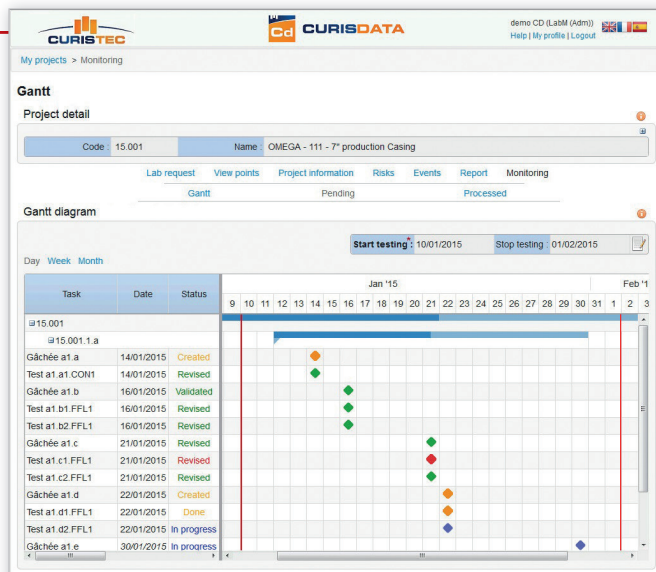 CURISTEC
Cd CURISDATA
demo CD (LabM (Adm))
Help | My profile | Logout
My projects > Monitoring
Gantt
Project detail
Code : 15.001 Name : OMEGA - 111 - 7" production Casing
Lab request View points Project information Risks Events Report Monitoring
Gantt Pending Processed
Gantt diagram
Start testing*: 10/01/2015 Stop testing : 01/02/2015
Day Week Month
Task Date Status Jan '15 Feb '1
9 10 11 12 13 14 15 16 17 18 19 20 21 22 23 24 25 26 27 28 29 30 31 1 2 3
15.001
15.001.1.a
Gâchée a1.a 14/01/2015 Created
Test a1.a1.CON1 14/01/2015 Revised
Gâchée a1.b 16/01/2015 Validated
Test a1.b1.FFL1 16/01/2015 Revised
Test a1.b2.FFL1 16/01/2015 Revised
Gâchée a1.c 21/01/2015 Revised
Test a1.c1.FFL1 21/01/2015 Revised
Test a1.c2.FFL1 21/01/2015 Revised
Gâchée a1.d 22/01/2015 Created
Test a1.d1.FFL1 22/01/2015 Done
Test a1.d2.FFL1 22/01/2015 In progress
Gâchée a1.e 30/01/2015 In progress